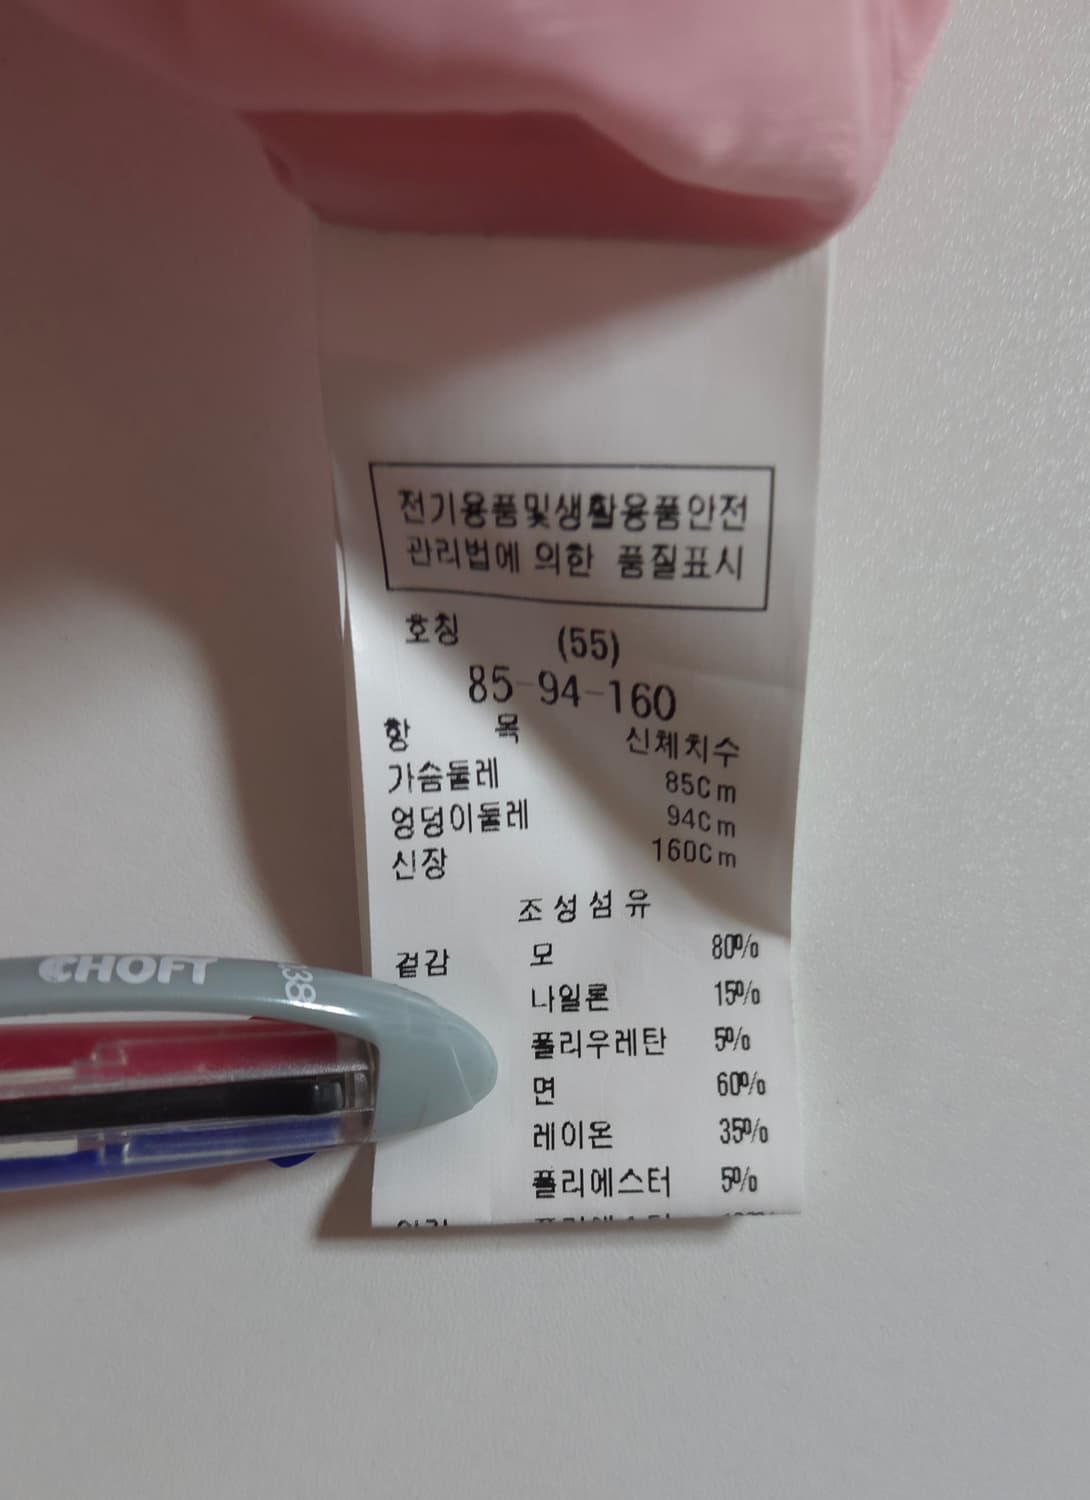 전기용품및생활용품안전
관리법에 의한 품질표시
호칭 (55)
85-94-160
항 목 신체치수
가슴둘레 85Cm
엉덩이둘레 94Cm
신장 160Cm
조성섬유
겉감 모 80%
나일론 15%
폴리우레탄 5%
면 60%
레이온 35%
폴리에스터 5%
CHOFT 38